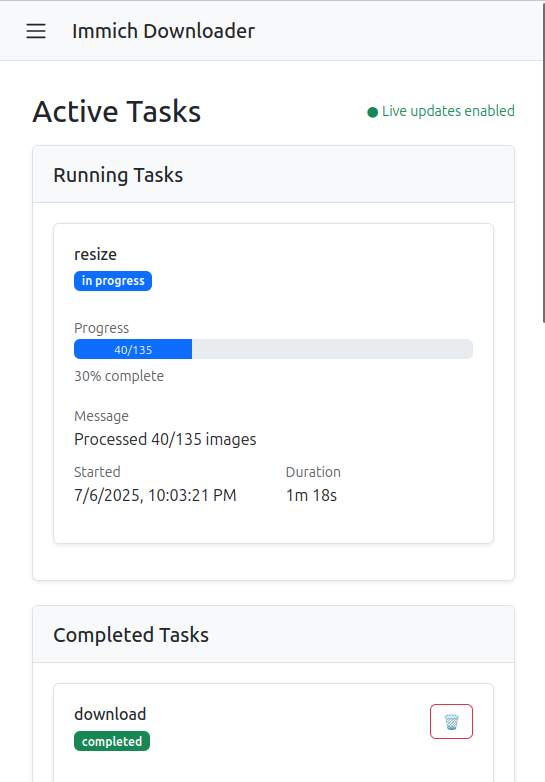 Immich Downloader
Active Tasks
Live updates enabled
Running Tasks
resize
in progress
Progress
40/135
30% complete
Message
Processed 40/135 images
Started
Duration
7/6/2025, 10:03:21 PM
1m 18s
Completed Tasks
download
completed